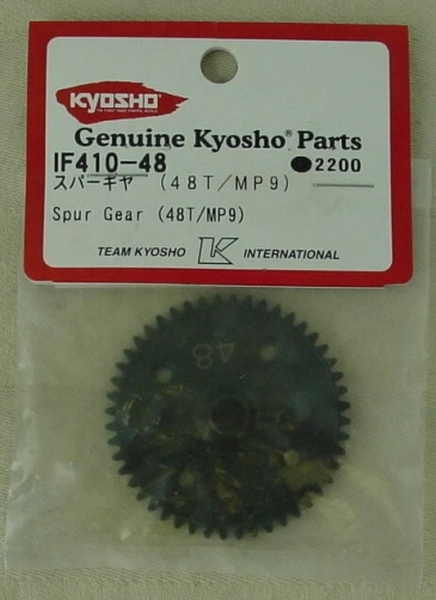 KYOSHO
Genuine Kyosho® Parts
IF410-48 ●2200
スパーギヤ (48T/MP9)
Spur Gear (48T/MP9)
TEAM KYOSHO K INTERNATIONAL
48